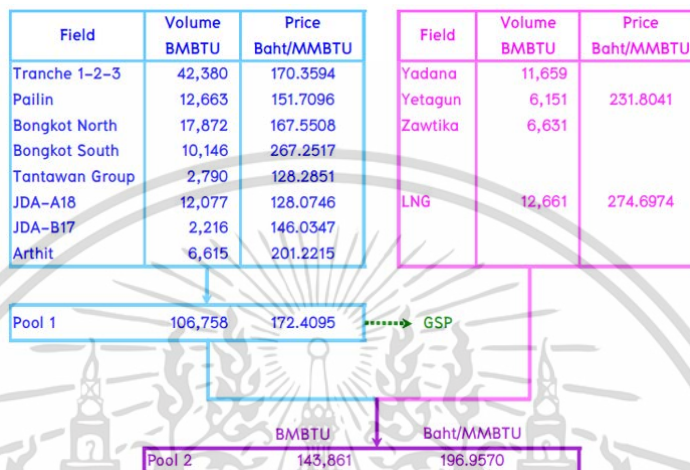 Field Volume BMBTU Price Baht/MMBTU
Tranche 1-2-3 42,380 170.3594
Pailin 12,663 151.7096
Bongkot North 17,872 167.5508
Bongkot South 10,146 267.2517
Tantawan Group 2,790 128.2851
JDA-A18 12,077 128.0746
JDA-B17 2,216 146.0347
Arthit 6,615 201.2215
Field Volume BMBTU Price Baht/MMBTU
Yadana 11,659
Yetagun 6,151 231.8041
Zawtika 6,631
LNG 12,661 274.6974
Pool 1 106,758 172.4095 GSP
BMBTU Baht/MMBTU
Pool 2 143,861 196.9570